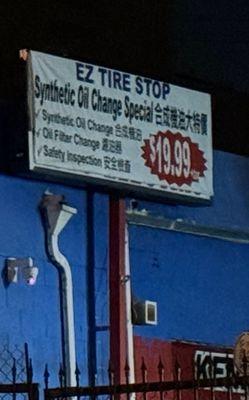 EZ TIRE STOP
Synthetic Oil Change Special 合成機油大特價
✓Synthetic Oil Change 合成機油
✓Oil Filter Change 濾油器
✓Safety Inspection 安全檢查
$19.99